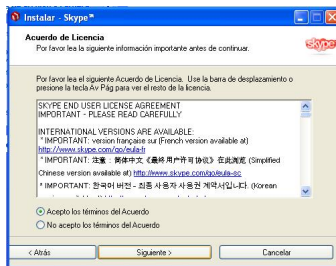 Instalar - Skype™
Acuerdo de Licencia
Por favor lea la siguiente información importante antes de continuar.
skype
Por favor lea el siguiente Acuerdo de Licencia. Use la barra de desplazamiento o
presione la tecla Av Pág para ver el resto de la licencia.
SKYPE END USER LICENSE AGREEMENT
IMPORTANT - PLEASE READ CAREFULLY
INTERNATIONAL VERSIONS ARE AVAILABLE:
* IMPORTANT: version française sur (French version available at)
http://www.skype.com/go/eula-fr
* IMPORTANT: 注意：简体中文《最终用户许可协议》在此浏览 (Simplified
Chinese version available at) http://www.skype.com/go/eula-sc
* IMPORTANT: 한국어 버전 - 최종 사용자 사용권 계약서입니다. (Korean
Acepto los términos del Acuerdo
No acepto los términos del Acuerdo
< Atrás
Siguiente >
Cancelar